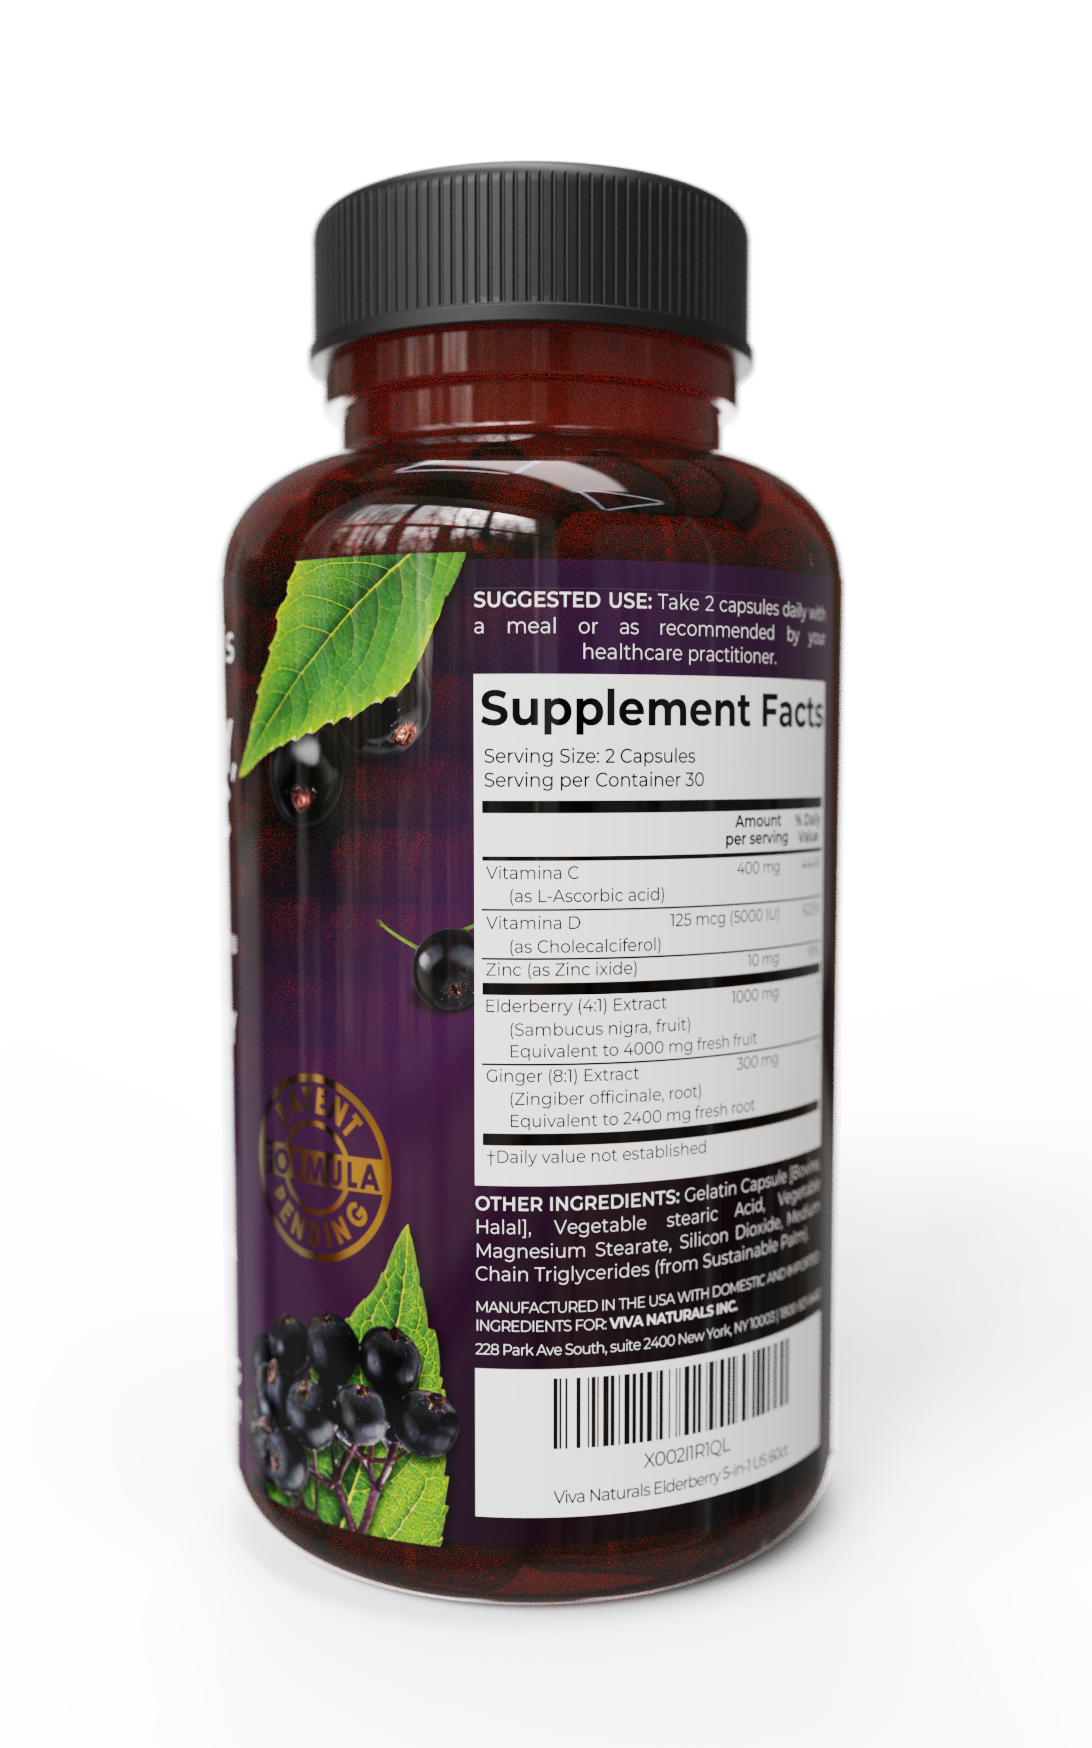 SUGGESTED USE: Take 2 capsules daily with
a meal or as recommended by your
healthcare practitioner.
Supplement Facts
Serving Size: 2 Capsules
Serving per Container 30
Amount % Daily
per serving Value
Vitamina C 400 mg
(as L-Ascorbic acid)
Vitamina D 125 mcg (5000 IU)
(as Cholecalciferol)
Zinc (as Zinc ixide) 10 mg
Elderberry (4:1) Extract 1000 mg
(Sambucus nigra, fruit)
Equivalent to 4000 mg fresh fruit
Ginger (8:1) Extract 300 mg
(Zingiber officinale, root)
Equivalent to 2400 mg fresh root
†Daily value not established
PATENT
FORMULA
PENDING
OTHER INGREDIENTS: Gelatin Capsule [Bovine
Halal], Vegetable stearic Acid, Vegetable
Magnesium Stearate, Silicon Dioxide, Medium
Chain Triglycerides (from Sustainable Palm).
MANUFACTURED IN THE USA WITH DOMESTIC AND IMPORTED
INGREDIENTS FOR: VIVA NATURALS INC.
228 Park Ave South, suite 2400 New York, NY 10003 |
X002I1R1QL
Viva Naturals Elderberry 5-in-1 US 60ct